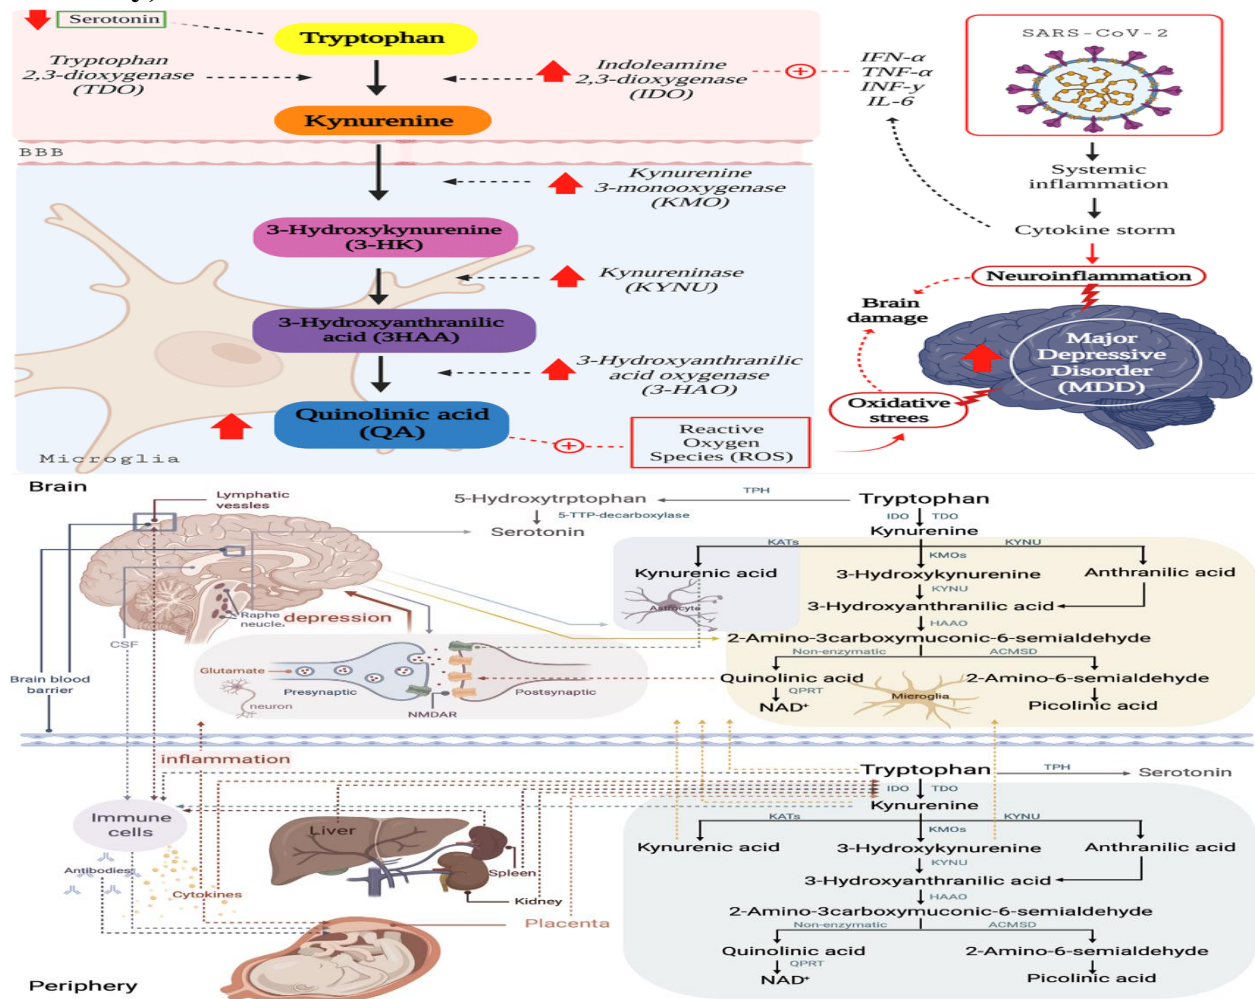 Serotonin
Tryptophan
Tryptophan
2,3-dioxygenase
(TDO)
Indoleamine
2,3-dioxygenase
(IDO)
+
IFN-α
TNF-α
INF-y
IL-6
SARS-CoV-2
Kynurenine
BBB
Systemic
inflammation
Kynurenine
3-monooxygenase
(KMO)
Cytokine storm
3-Hydroxykynurenine
(3-HK)
Kynureninase
(KYNU)
Neuroinflammation
Brain
damage
3-Hydroxyanthranilic
acid (3HAA)
Major
Depressive
Disorder
(MDD)
3-Hydroxyanthranilic
acid oxygenase
(3-HAO)
Quinolinic acid
(QA)
Oxidative
strees
+
Reactive
Oxygen
Species (ROS)
Microglia
Brain
Lymphatic
vessles
5-Hydroxytrptophan
TPH
Tryptophan
5-TTP-decarboxylase
IDO TDO
Serotonin
Kynurenine
KATs
KYNU
KMOs
Kynurenic acid
3-Hydroxykynurenine
Anthranilic acid
KYNU
Astrocyte
3-Hydroxyanthranilic acid
Raphe
neucle.
depression
HAAO
CSF
2-Amino-3carboxymuconic-6-semialdehyde
Non-enzymatic
ACMSD
Glutamate
Brain blood
barrier
Presynaptic
Postsynaptic
Quinolinic acid
2-Amino-6-semialdehyde
QPRT
Microglia
neuron
NMDAR
NAD⁺
Picolinic acid
inflammation
Tryptophan
TPH
Serotonin
IDO TDO
Kynurenine
Immune
cells
Liver
KATs
KYNU
KMOs
Kynurenic acid
3-Hydroxykynurenine
Anthranilic acid
KYNU
Antibodies
Spleen
3-Hydroxyanthranilic acid
Cytokines
Kidney
HAAO
2-Amino-3carboxymuconic-6-semialdehyde
Placenta
Non-enzymatic
ACMSD
Quinolinic acid
2-Amino-6-semialdehyde
QPRT
NAD⁺
Picolinic acid
Periphery